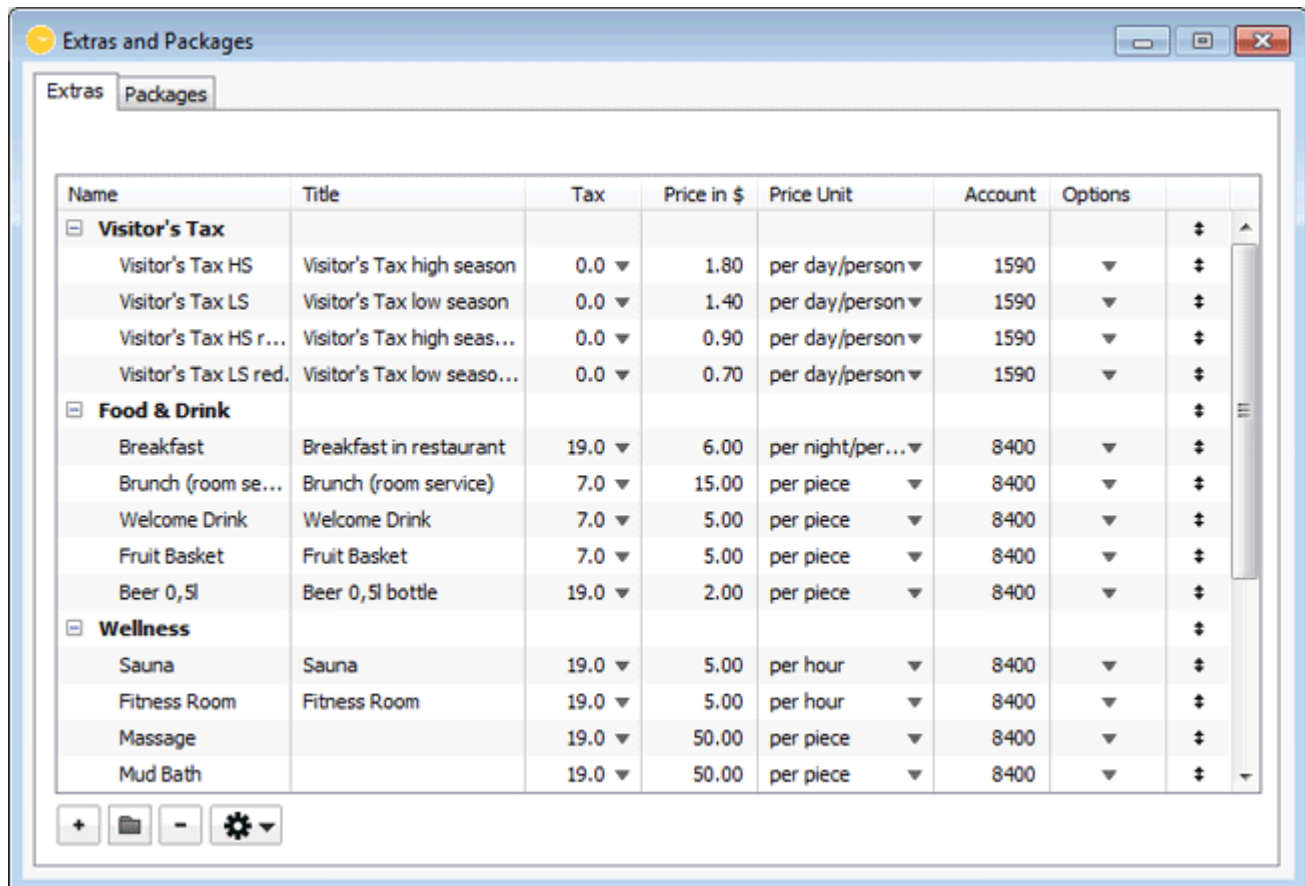 Extras and Packages
Extras Packages
Name Title Tax Price in $ Price Unit Account Options
Visitor's Tax
Visitor's Tax HS Visitor's Tax high season 0.0 1.80 per day/person 1590
Visitor's Tax LS Visitor's Tax low season 0.0 1.40 per day/person 1590
Visitor's Tax HS r... Visitor's Tax high seas... 0.0 0.90 per day/person 1590
Visitor's Tax LS red. Visitor's Tax low seaso... 0.0 0.70 per day/person 1590
Food & Drink
Breakfast Breakfast in restaurant 19.0 6.00 per night/per... 8400
Brunch (room se... Brunch (room service) 7.0 15.00 per piece 8400
Welcome Drink Welcome Drink 7.0 5.00 per piece 8400
Fruit Basket Fruit Basket 7.0 5.00 per piece 8400
Beer 0,5l Beer 0,5l bottle 19.0 2.00 per piece 8400
Wellness
Sauna Sauna 19.0 5.00 per hour 8400
Fitness Room Fitness Room 19.0 5.00 per hour 8400
Massage 19.0 50.00 per piece 8400
Mud Bath 19.0 50.00 per piece 8400